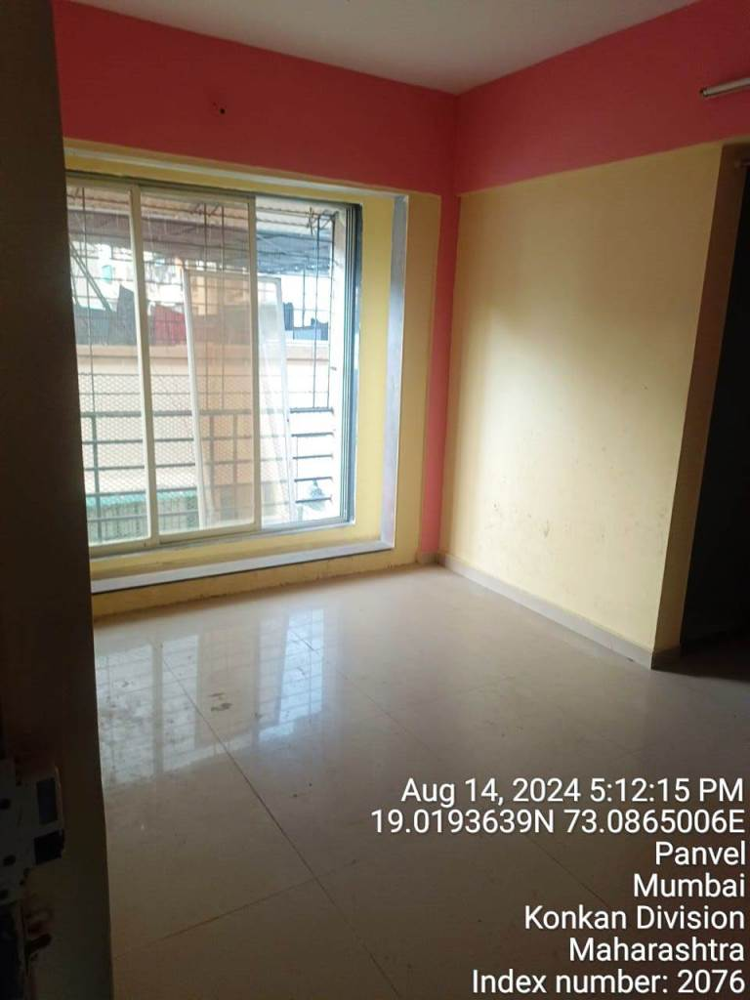 Aug 14, 2024 5:12:15 PM
19.0193639N 73.0865006E
Panvel
Mumbai
Konkan Division
Maharashtra
Index number: 2076